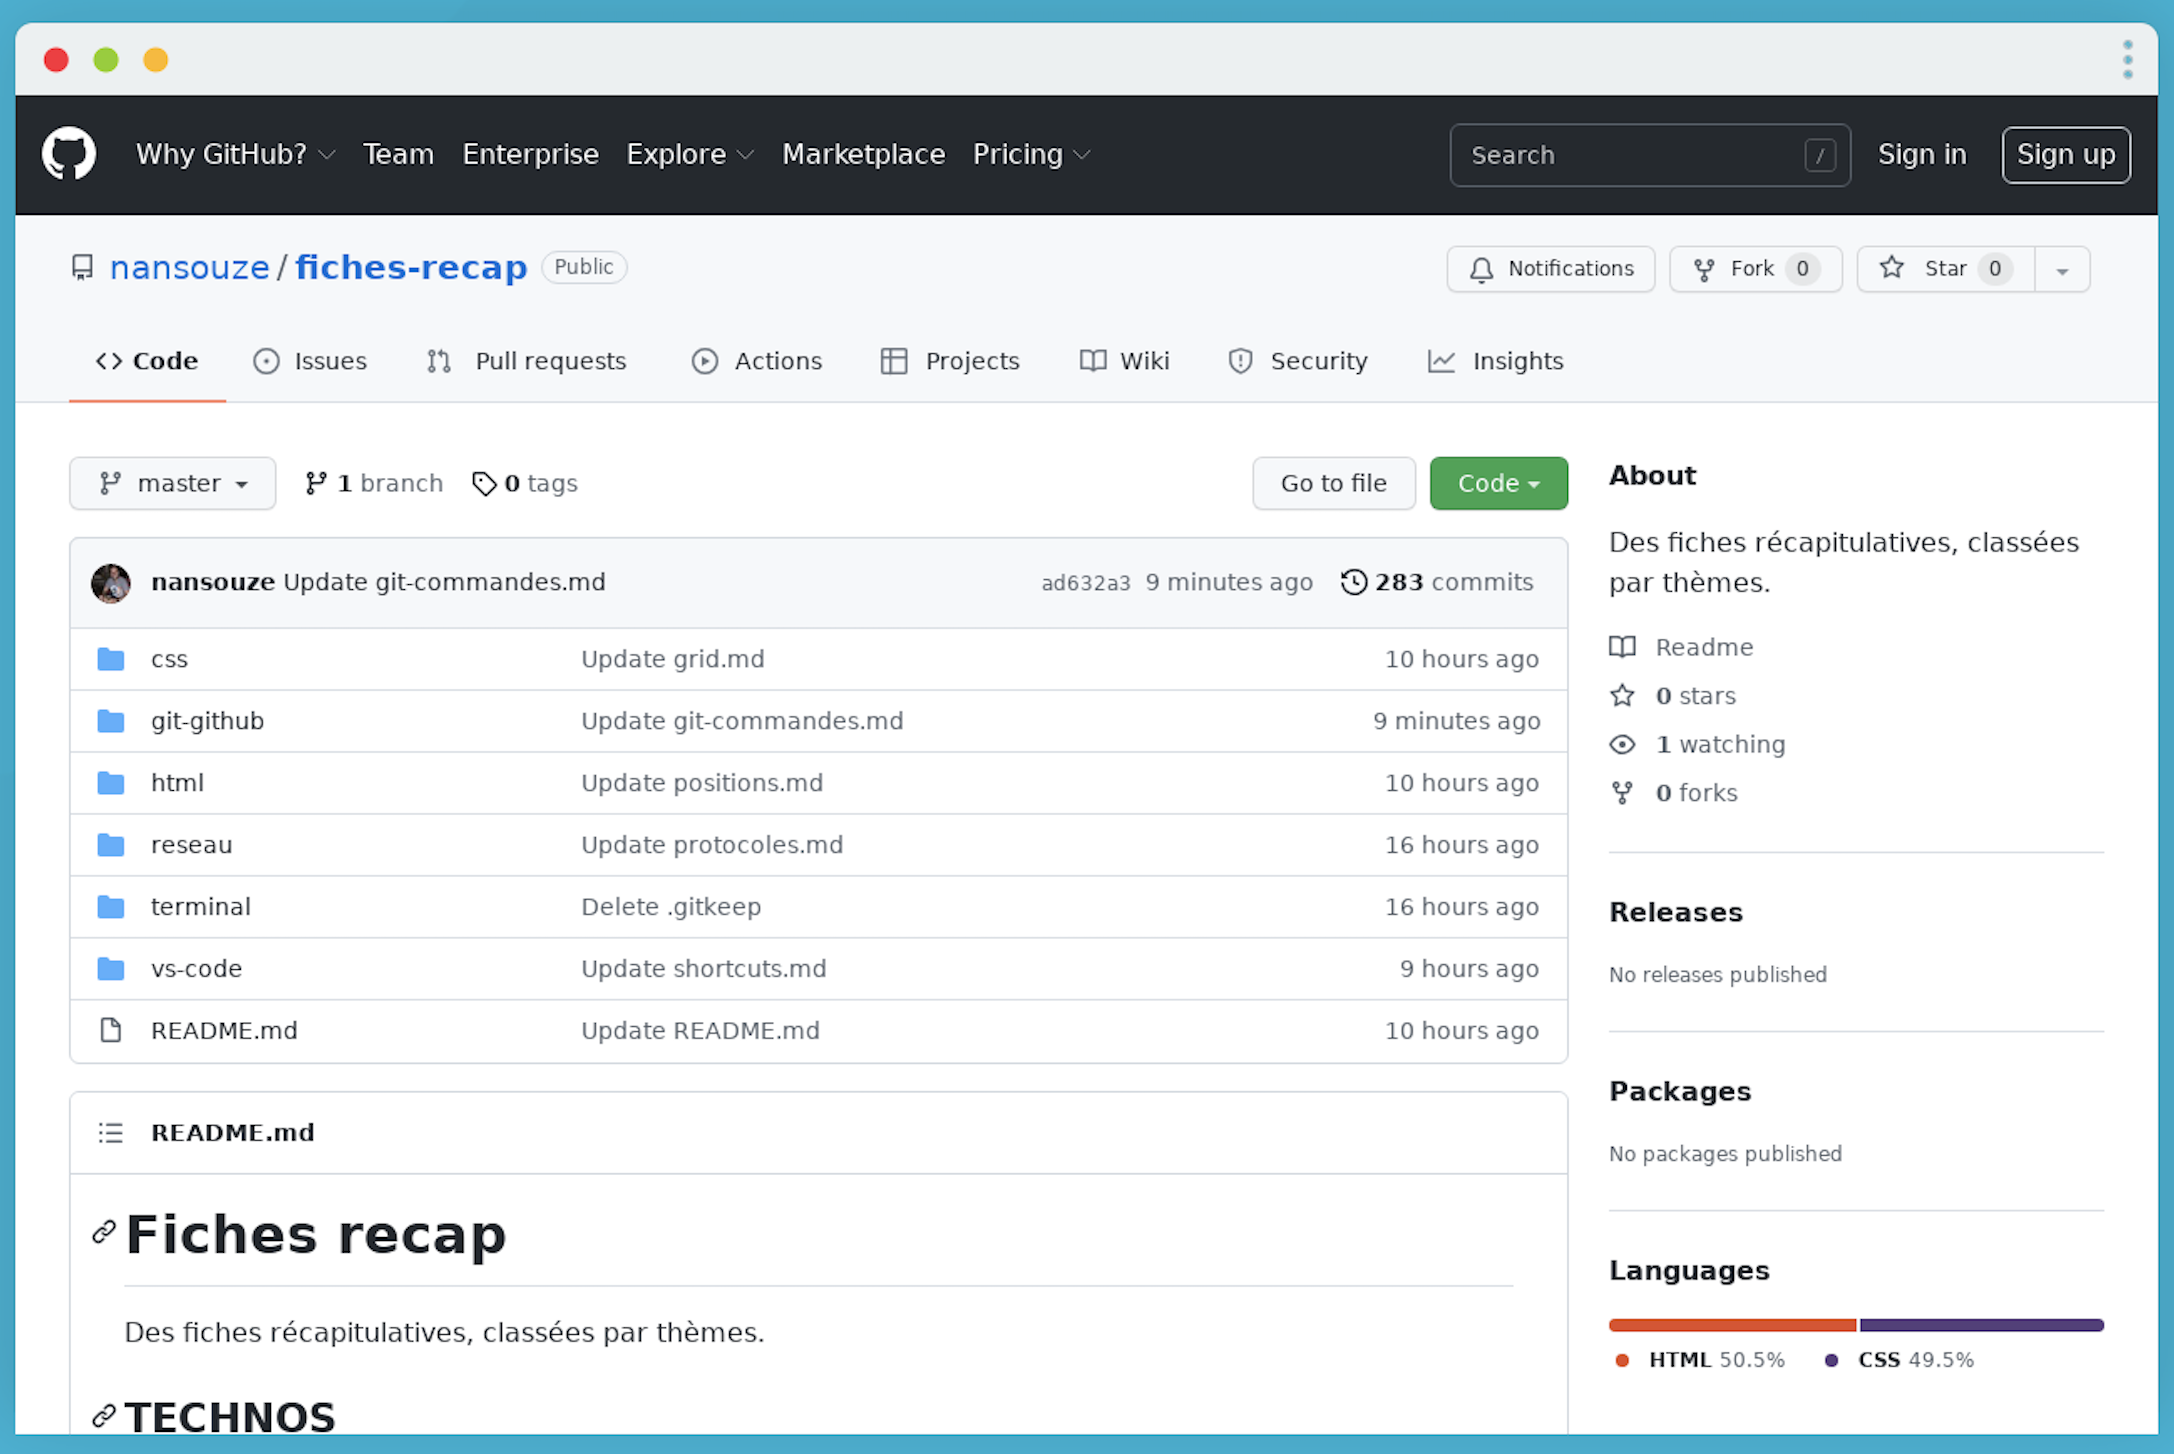 Why GitHub? Team Enterprise Explore Marketplace Pricing Search / Sign in Sign up
nansouze / fiches-recap Public Notifications Fork 0 Star 0
Code Issues Pull requests Actions Projects Wiki Security Insights
master 1 branch 0 tags Go to file Code
nansouze Update git-commandes.md ad632a3 9 minutes ago 283 commits
css Update grid.md 10 hours ago
git-github Update git-commandes.md 9 minutes ago
html Update positions.md 10 hours ago
reseau Update protocoles.md 16 hours ago
terminal Delete .gitkeep 16 hours ago
vs-code Update shortcuts.md 9 hours ago
README.md Update README.md 10 hours ago
README.md
Fiches recap
Des fiches récapitulatives, classées par thèmes.
TECHNOS
About
Des fiches récapitulatives, classées
par thèmes.
Readme
0 stars
1 watching
0 forks
Releases
No releases published
Packages
No packages published
Languages
HTML 50.5% CSS 49.5%